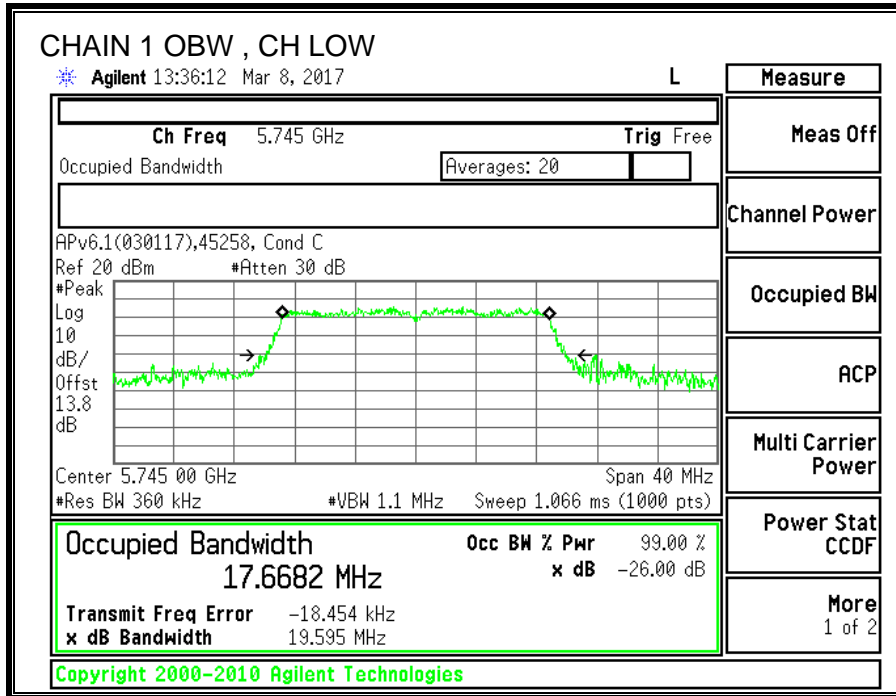 CHAIN 1 OBW , CH LOW
Agilent 13:36:12 Mar 8, 2017 L
Measure
Ch Freq 5.745 GHz Trig Free
Occupied Bandwidth Averages: 20
APv6.1(030117),45258, Cond C
Ref 20 dBm #Atten 30 dB
#Peak
Log
10
dB/
Offst
13.8
dB
Center 5.745 00 GHz Span 40 MHz
#Res BW 360 kHz #VBW 1.1 MHz Sweep 1.066 ms (1000 pts)
Occupied Bandwidth Occ BW % Pwr 99.00 %
17.6682 MHz x dB -26.00 dB
Transmit Freq Error -18.454 kHz
x dB Bandwidth 19.595 MHz
Copyright 2000-2010 Agilent Technologies
Meas Off
Channel Power
Occupied BW
ACP
Multi Carrier
Power
Power Stat
CCDF
More
1 of 2